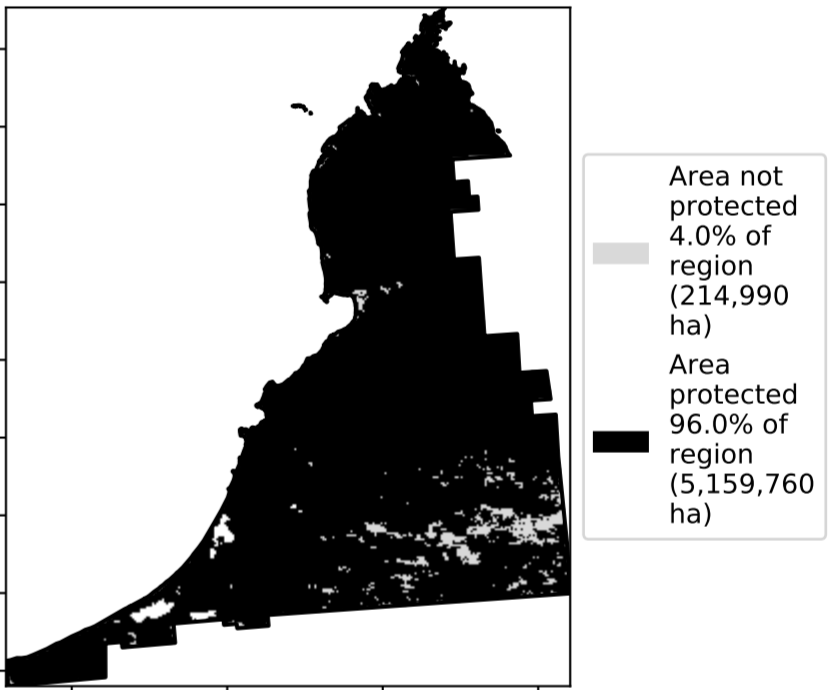 Area not
protected
4.0% of
region
(214,990
ha)
Area
protected
96.0% of
region
(5,159,760
ha)